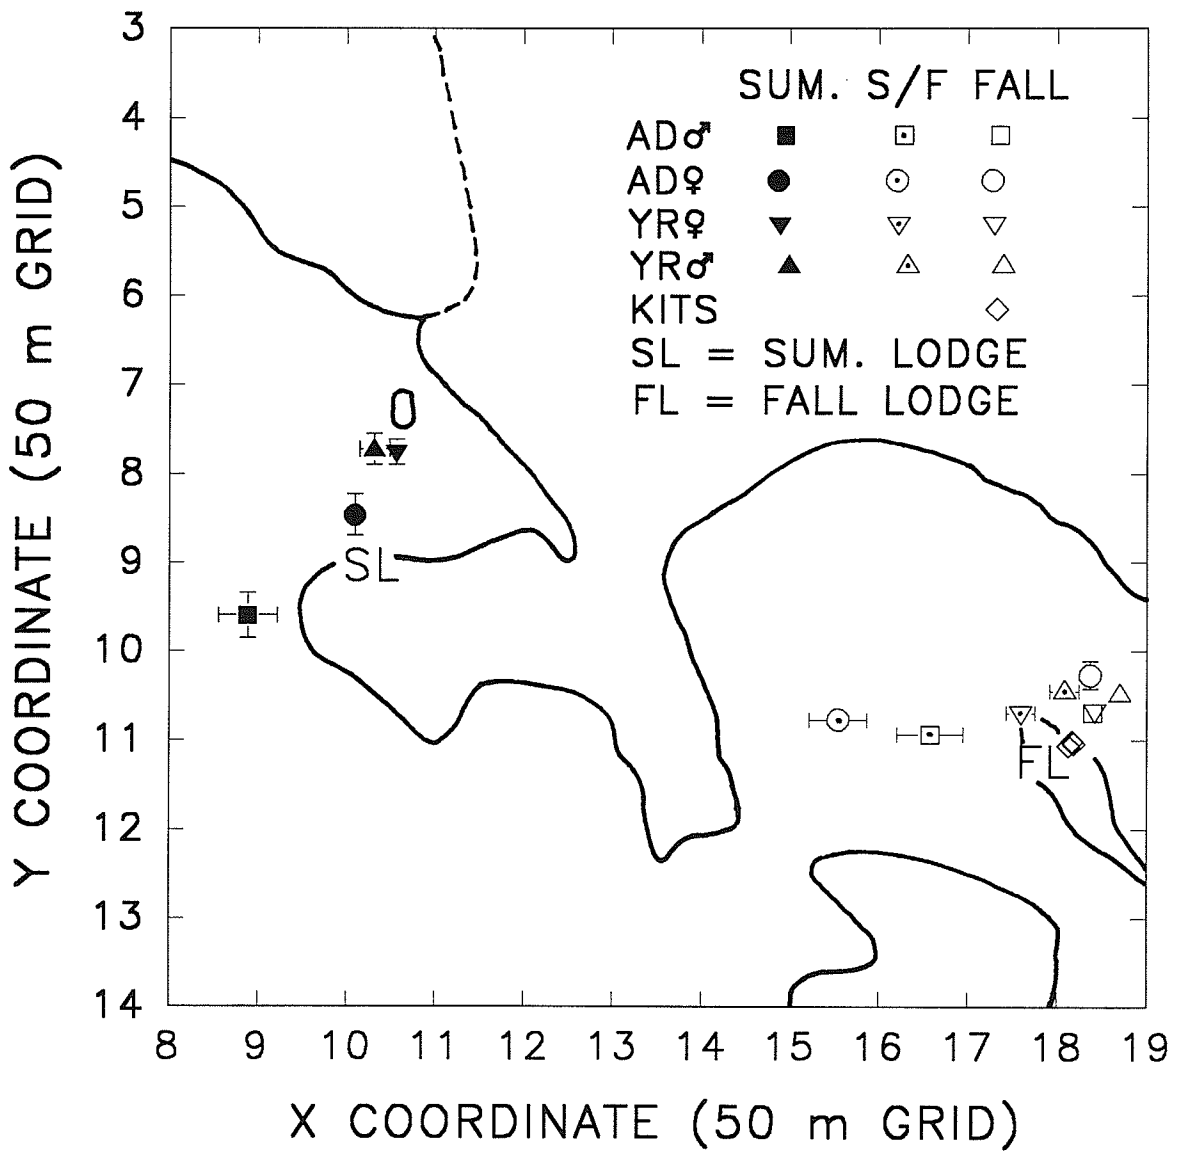 3
4
5
6
7
8
9
10
11
12
13
14
Y COORDINATE (50 m GRID)
SUM. S/F FALL
AD♂
AD♀
YR♀
YR♂
KITS
SL = SUM. LODGE
FL = FALL LODGE
SL
FL
8 9 10 11 12 13 14 15 16 17 18 19
X COORDINATE (50 m GRID)